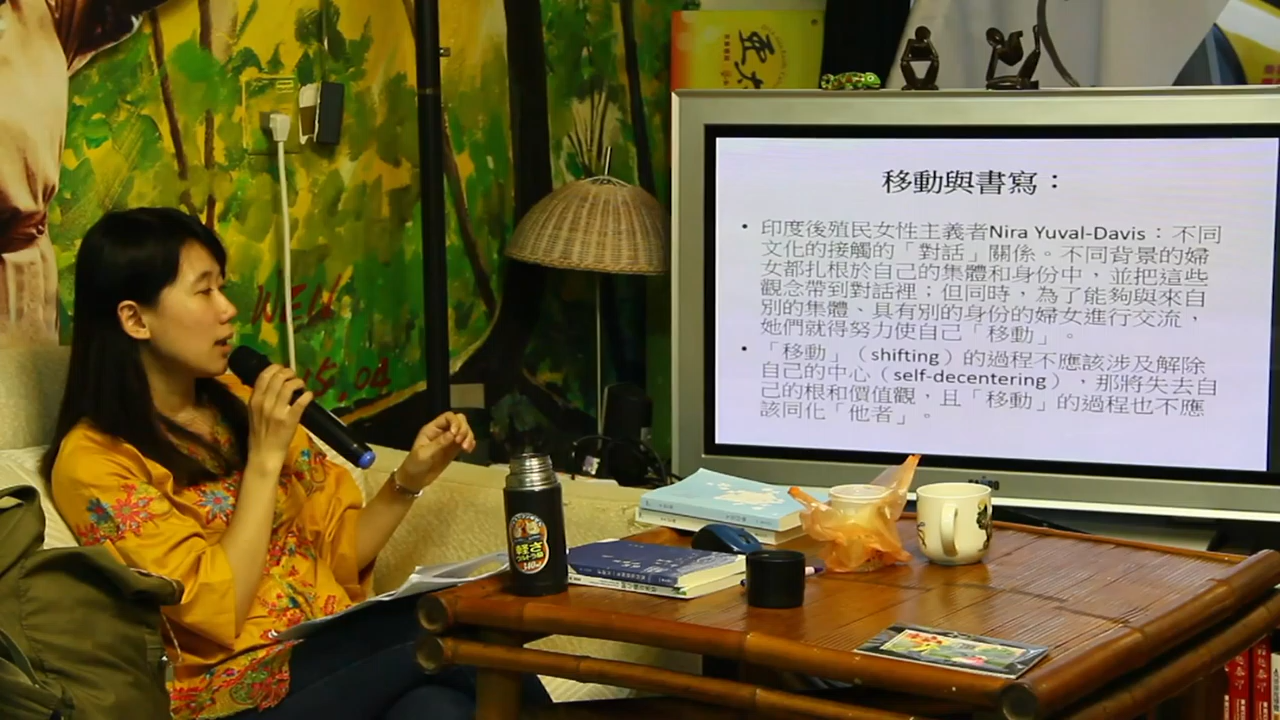 移動與書寫：
• 印度後殖民女性主義者Nira Yuval-Davis：不同
文化的接觸的「對話」關係。不同背景的婦
女都扎根於自己的集體和身份中，並把這些
觀念帶到對話裡；但同時，為了能夠與來自
別的集體、具有別的身份的婦女進行交流，
她們就得努力使自己「移動」。
• 「移動」（shifting）的過程不應該涉及解除
自己的中心（self-decentering），那將失去自
己的根和價值觀，且「移動」的過程也不應
該同化「他者」。
WEN
15.04
軽さ